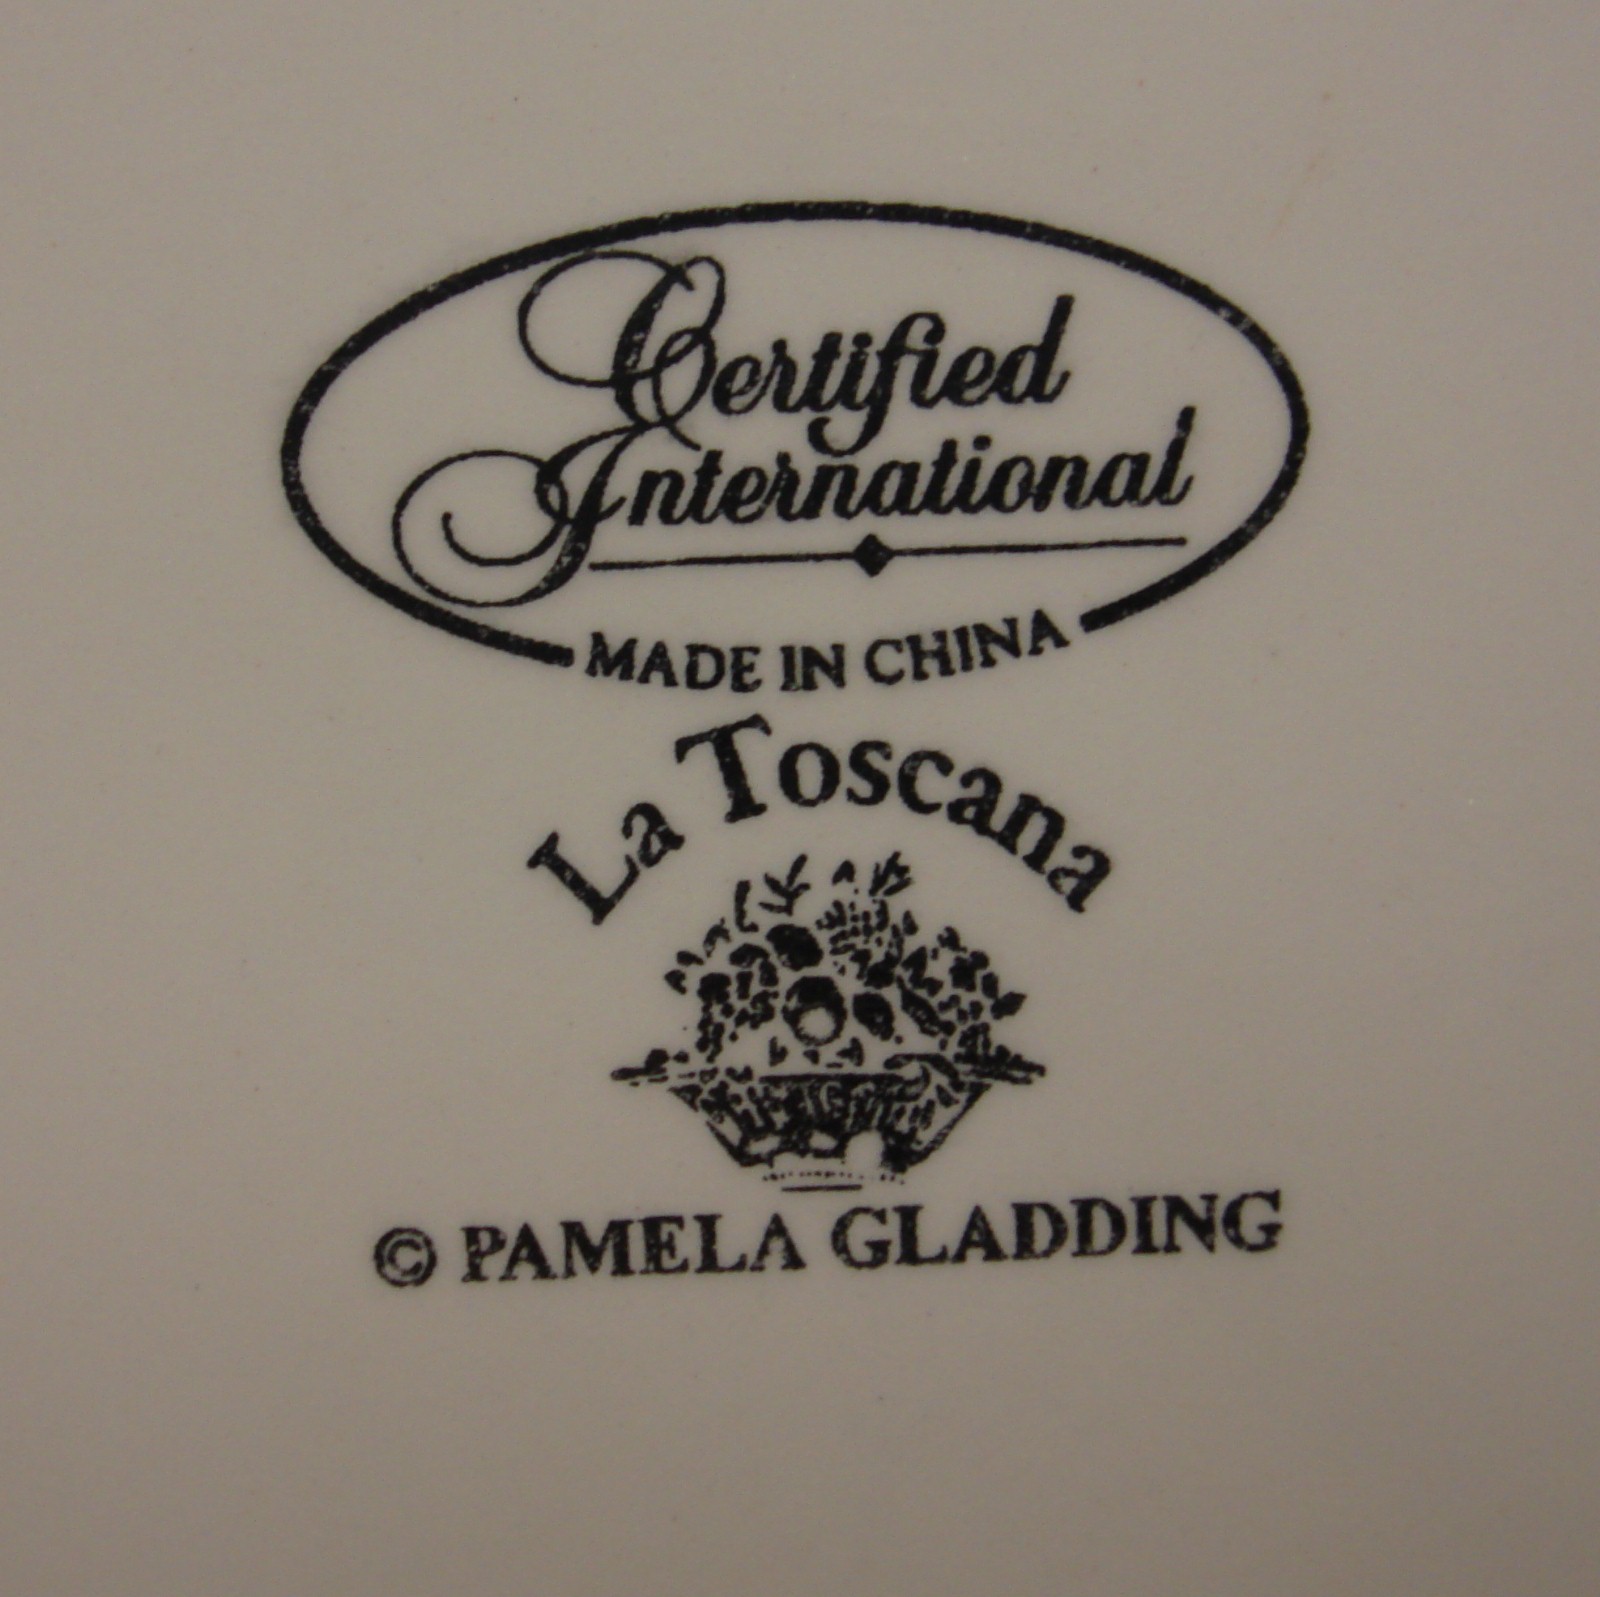 Certified
International
MADE IN CHINA
La Toscana
© PAMELA GLADDING